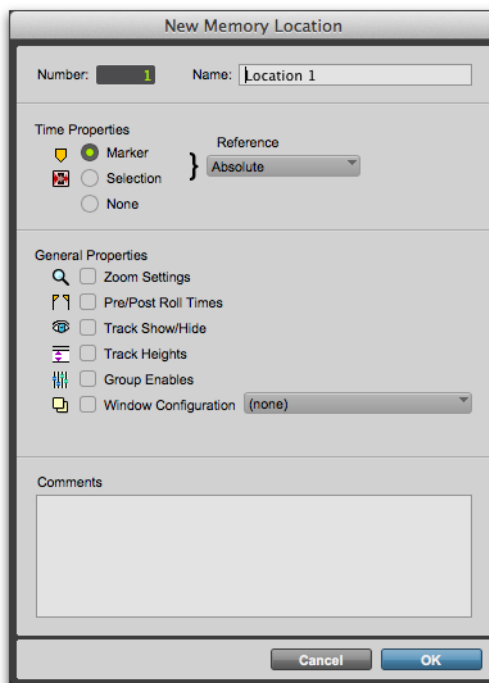 New Memory Location
Number: 1 Name: Location 1
Time Properties
Reference
Marker
Absolute
Selection
None
General Properties
Zoom Settings
Pre/Post Roll Times
Track Show/Hide
Track Heights
Group Enables
Window Configuration (none)
Comments
Cancel OK